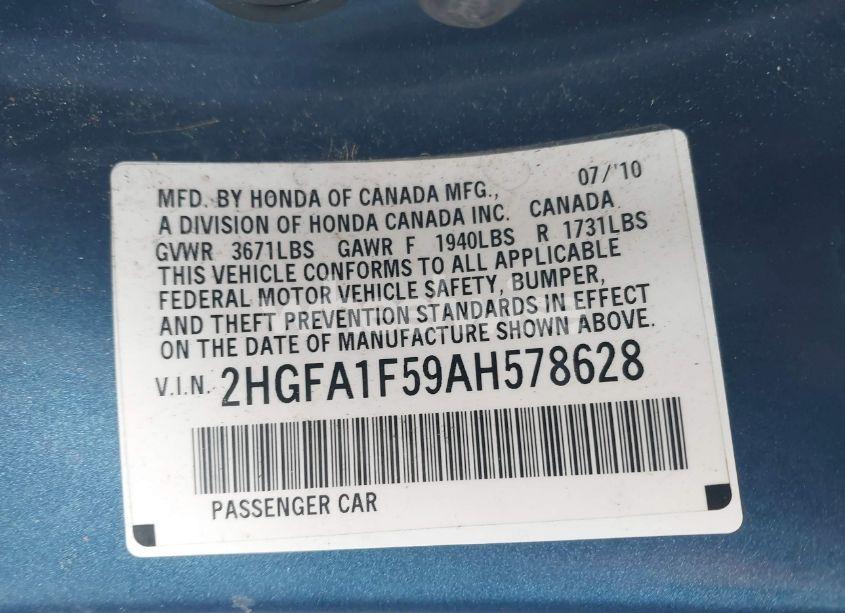 MFD. BY HONDA OF CANADA MFG., 07/'10
A DIVISION OF HONDA CANADA INC. CANADA
GVWR 3671LBS GAWR F 1940LBS R 1731LBS
THIS VEHICLE CONFORMS TO ALL APPLICABLE
FEDERAL MOTOR VEHICLE SAFETY, BUMPER,
AND THEFT PREVENTION STANDARDS IN EFFECT
ON THE DATE OF MANUFACTURE SHOWN ABOVE.
V.I.N. 2HGFA1F59AH578628
PASSENGER CAR